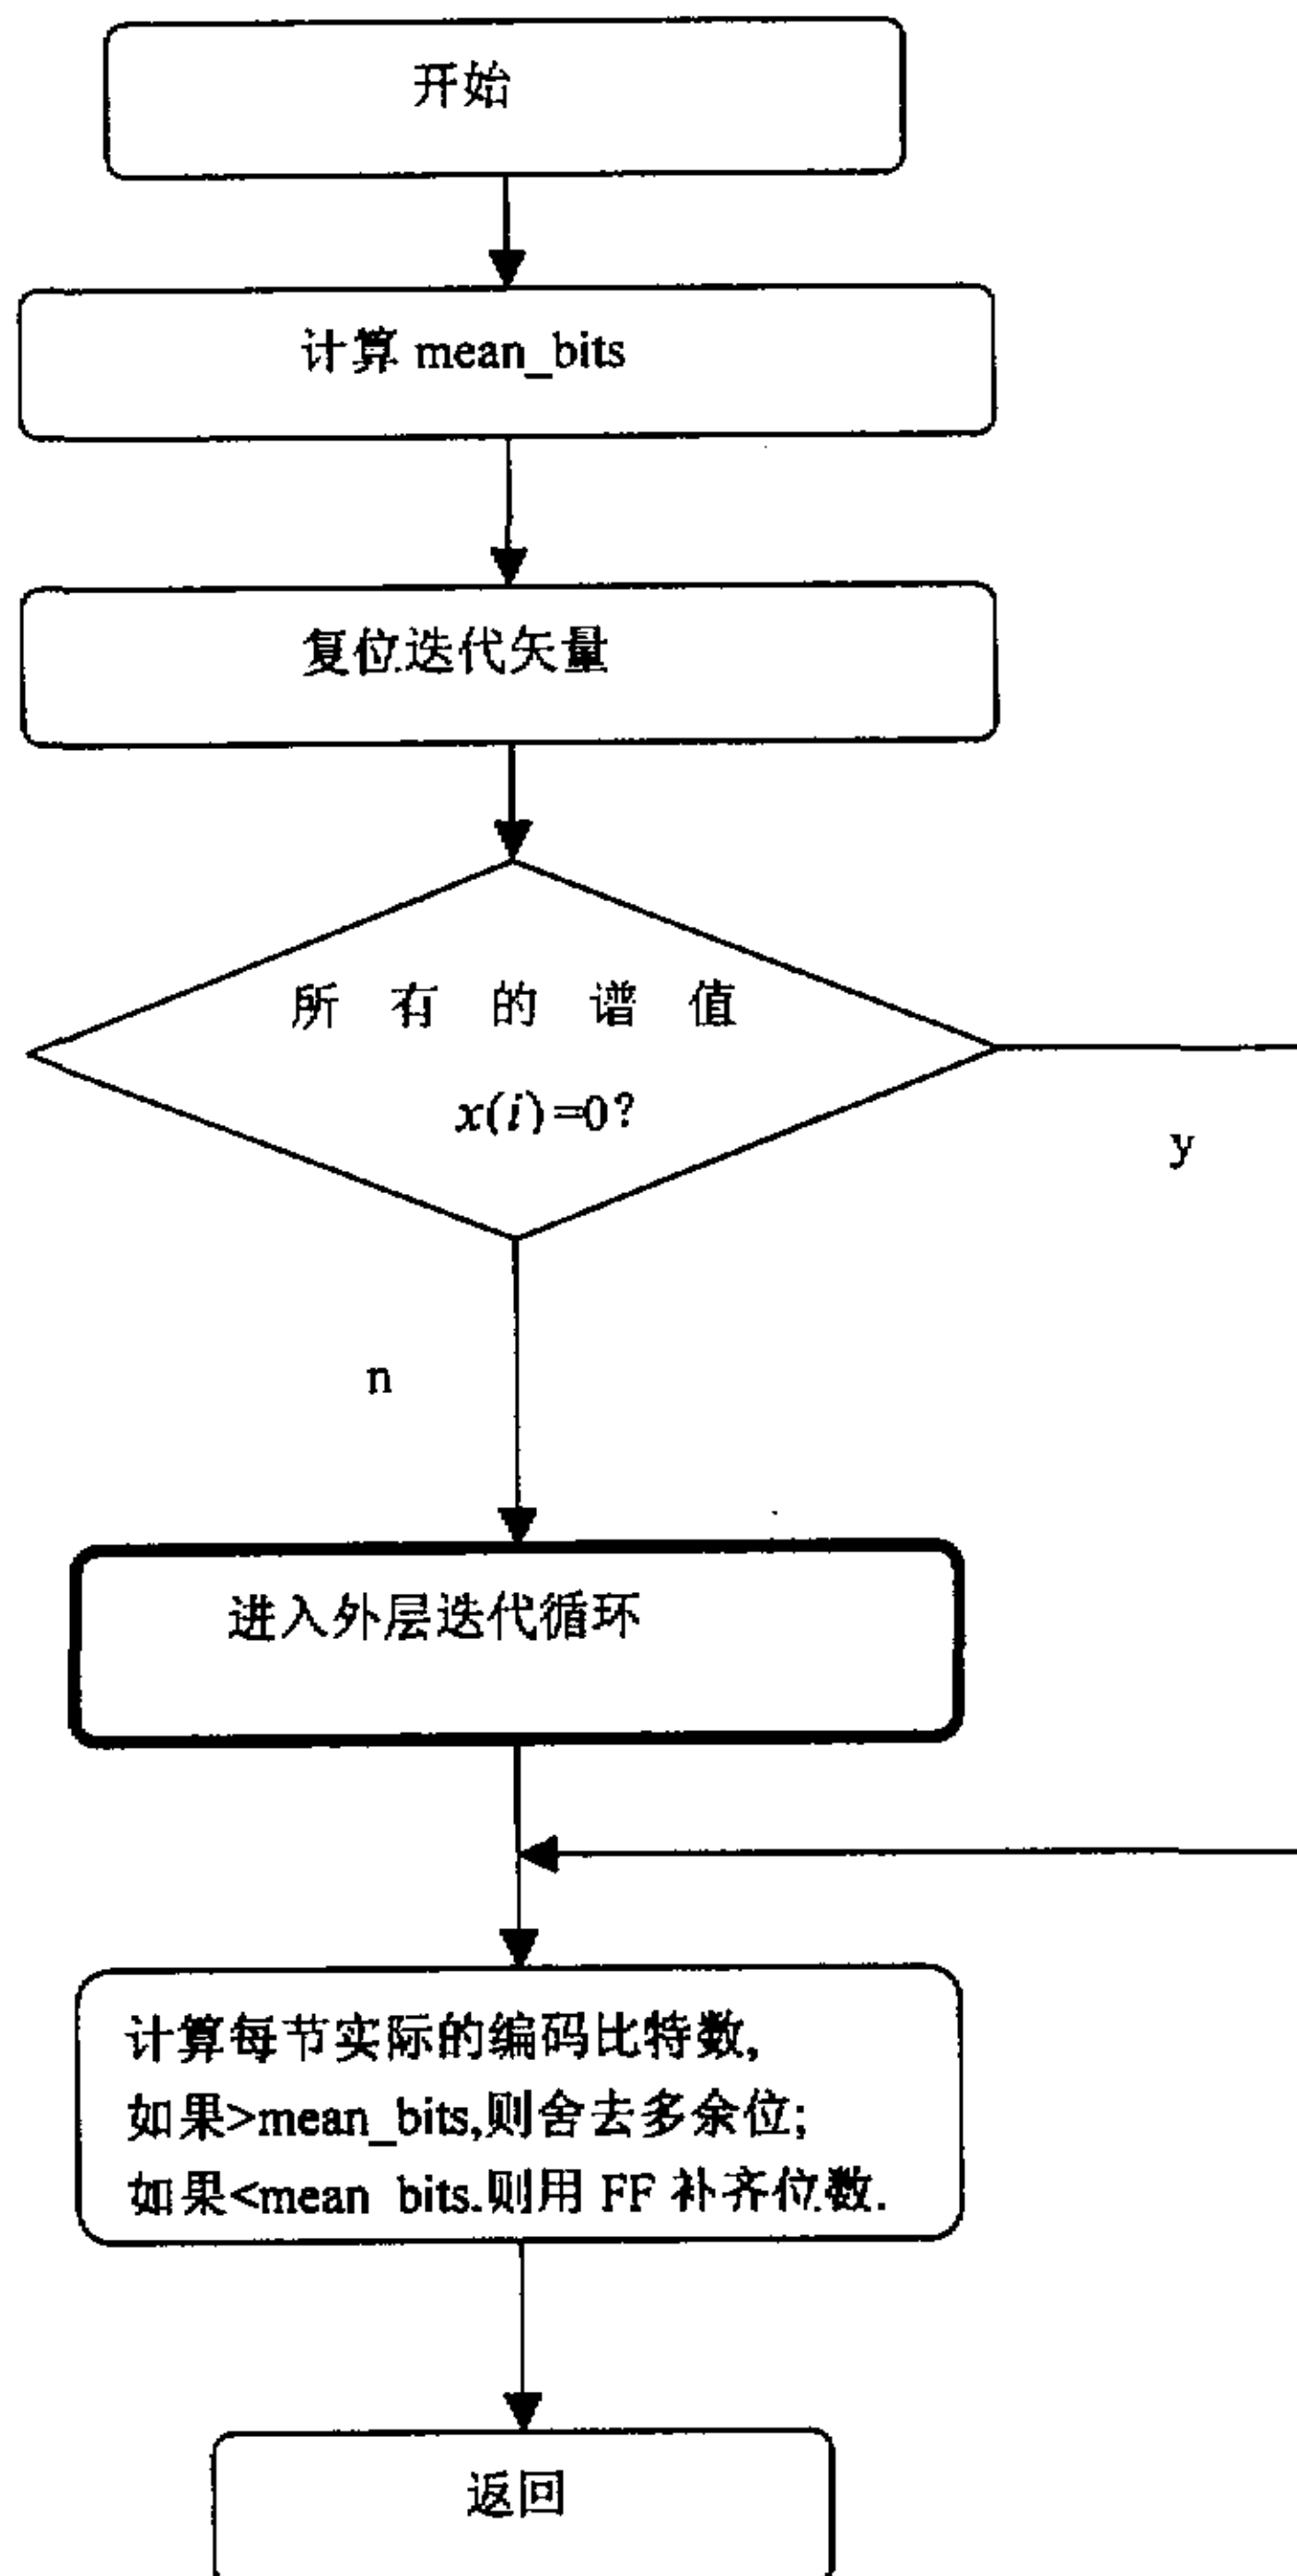 开始
计算 mean_bits
复位迭代矢量
所有的谱值
x(i)=0?
y
n
进入外层迭代循环
计算每节实际的编码比特数,
如果>mean_bits,则舍去多余位;
如果<mean bits.则用 FF 补齐位数.
返回